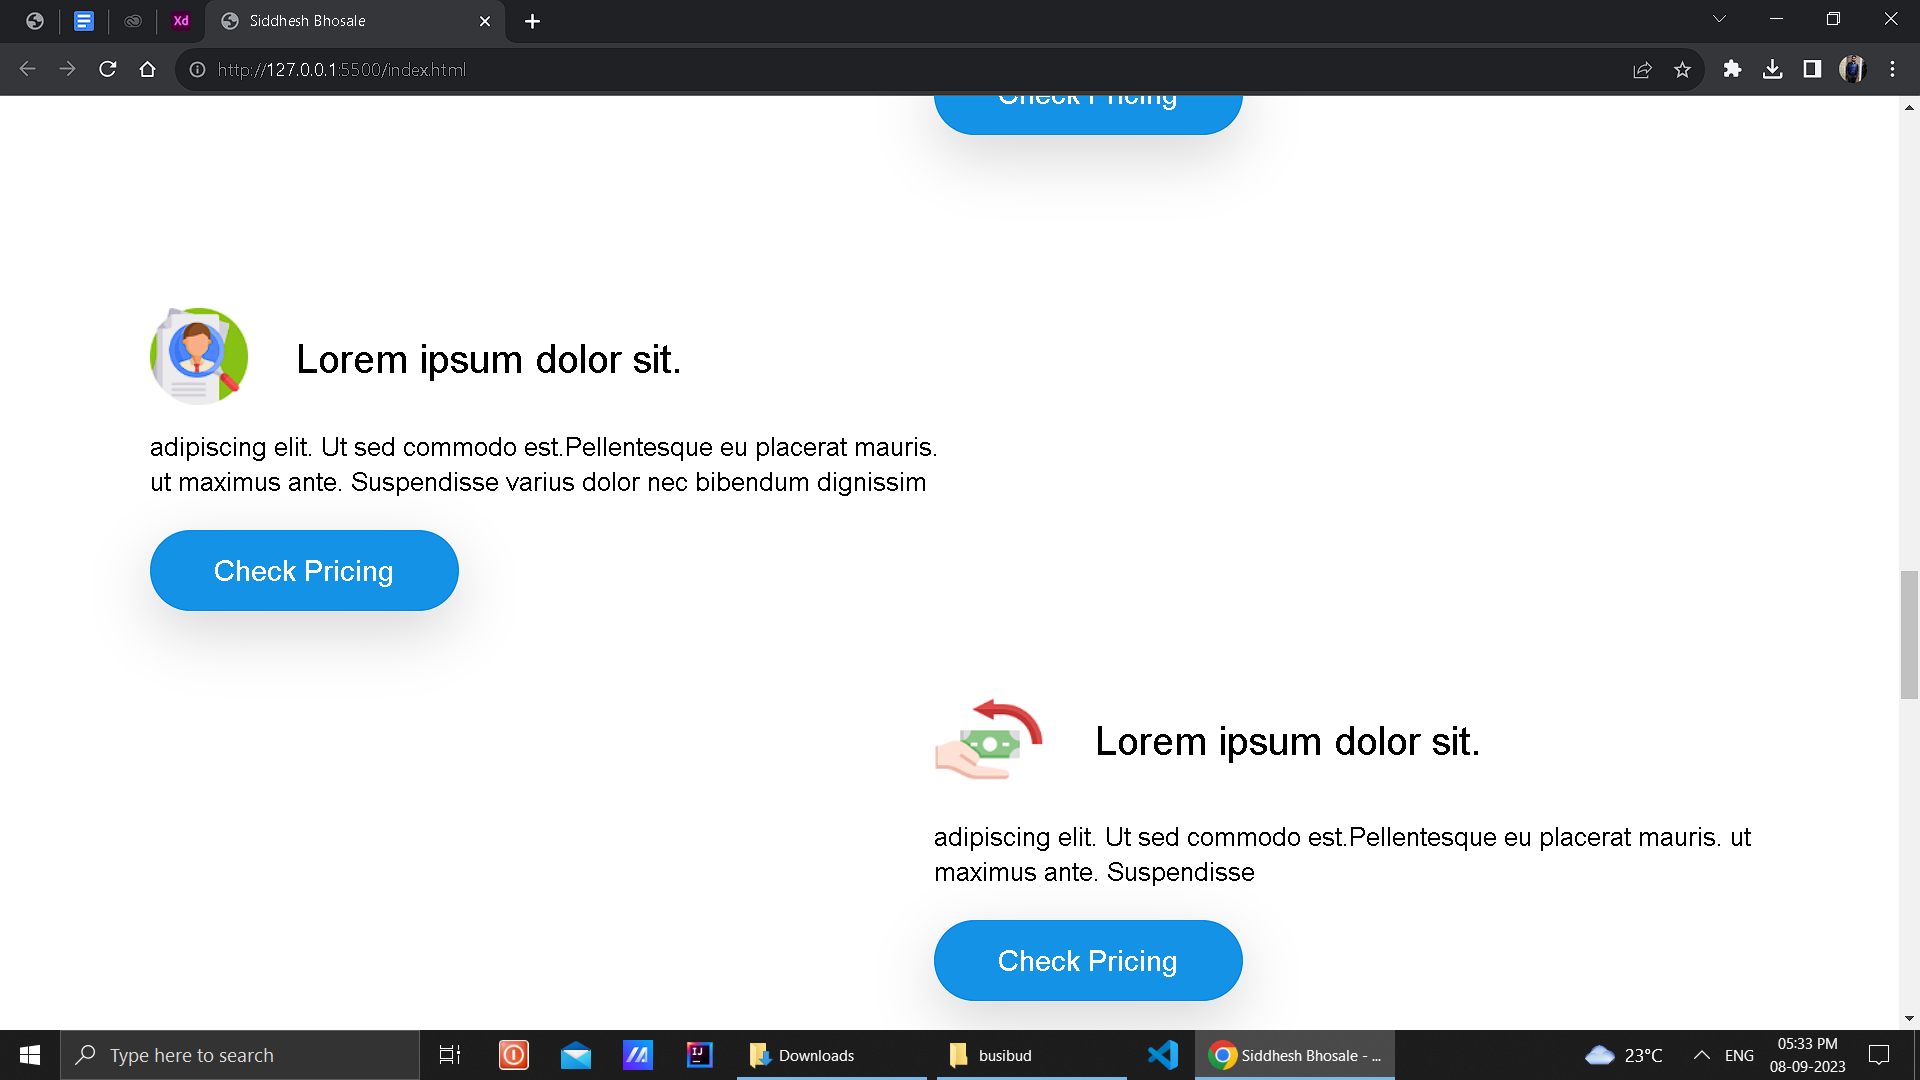 Xd
Siddhesh Bhosale
http://127.0.0.1:5500/index.html
Check Pricing
Lorem ipsum dolor sit.
adipiscing elit. Ut sed commodo est.Pellentesque eu placerat mauris.
ut maximus ante. Suspendisse varius dolor nec bibendum dignissim
Check Pricing
Lorem ipsum dolor sit.
adipiscing elit. Ut sed commodo est.Pellentesque eu placerat mauris. ut
maximus ante. Suspendisse
Check Pricing
Type here to search
IJ
Downloads
busibud
Siddhesh Bhosale - ...
23°C
ENG
05:33 PM
08-09-2023